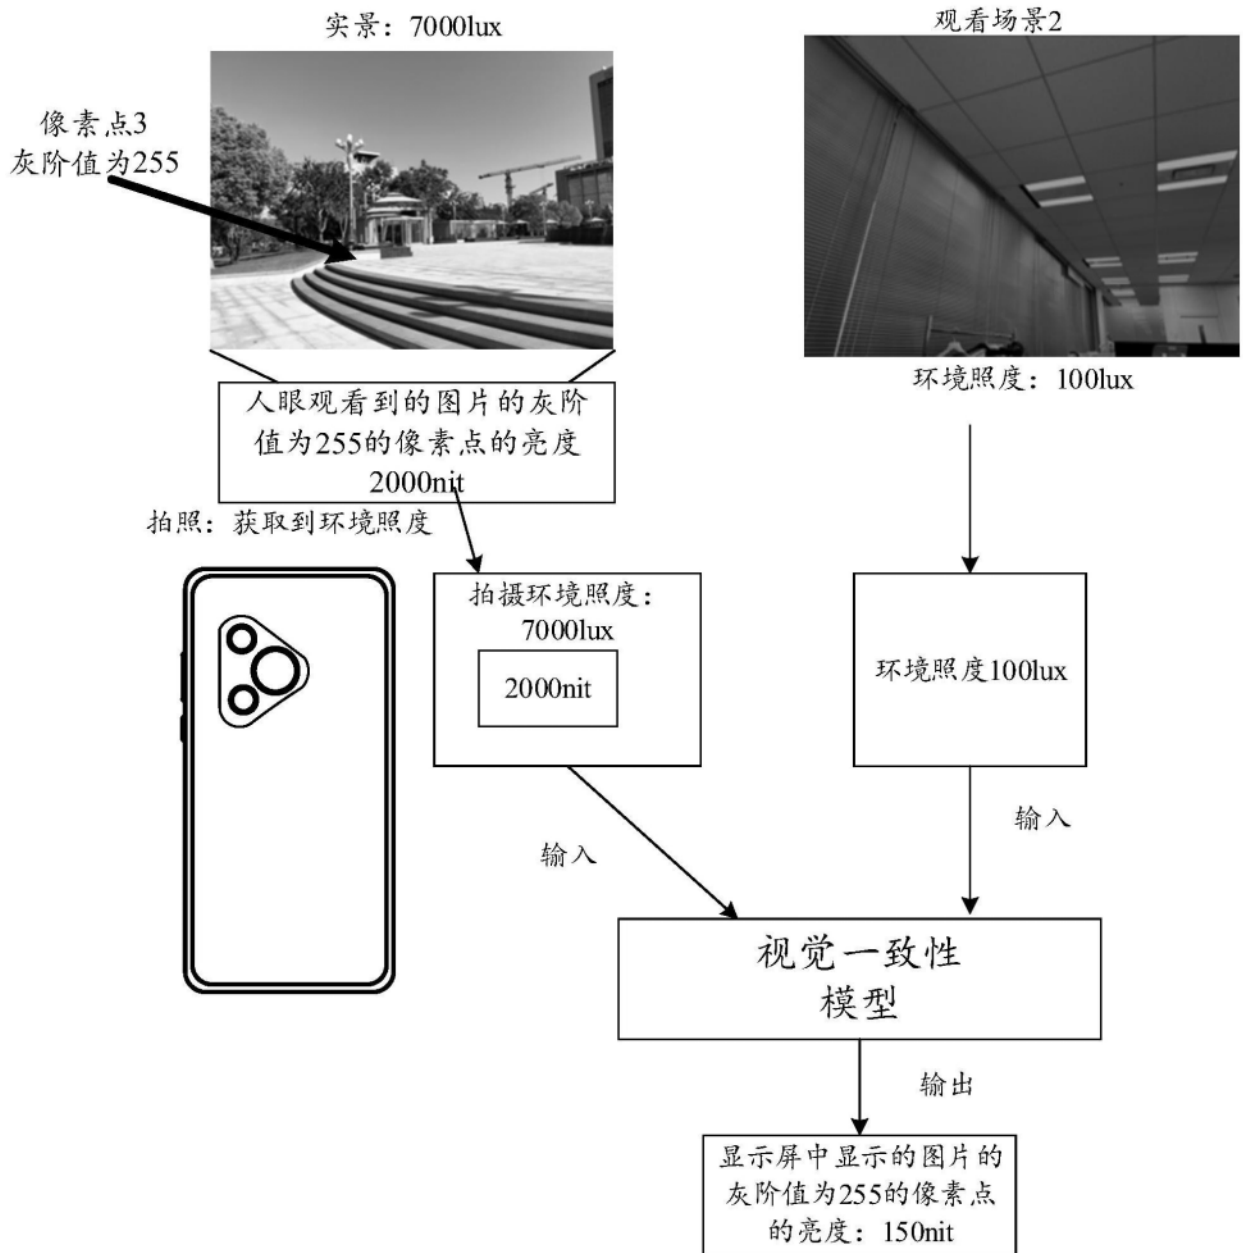 实景：7000lux
观看场景2
像素点3
灰阶值为255
环境照度：100lux
人眼观看到的图片的灰阶
值为255的像素点的亮度
2000nit
拍照：获取到环境照度
拍摄环境照度：
7000lux
2000nit
环境照度100lux
输入
输入
视觉一致性
模型
输出
显示屏中显示的图片的
灰阶值为255的像素点
的亮度：150nit